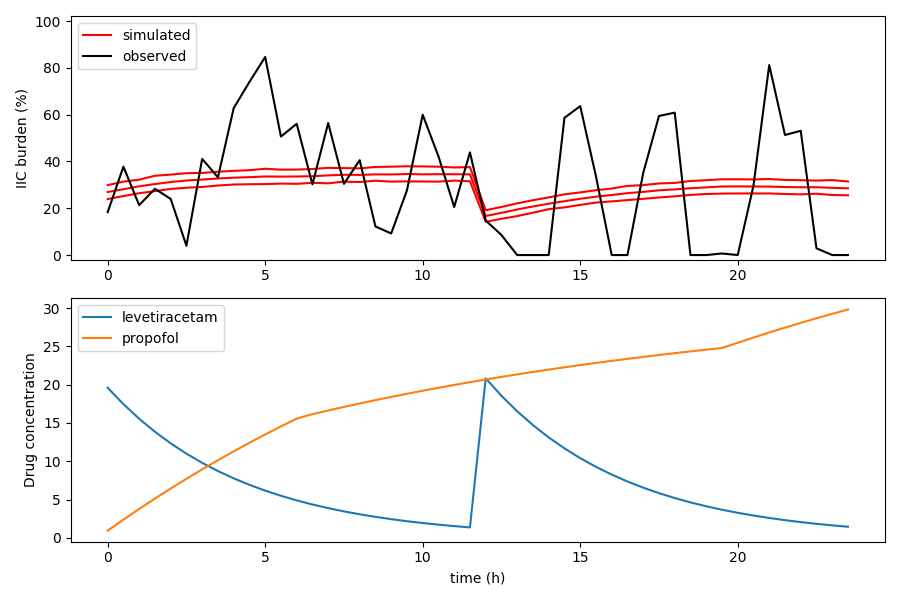 100
80
60
40
20
0
IIC burden (%)
simulated
observed
0 5 10 15 20
30
25
20
15
10
5
0
Drug concentration
levetiracetam
propofol
0 5 10 15 20
time (h)